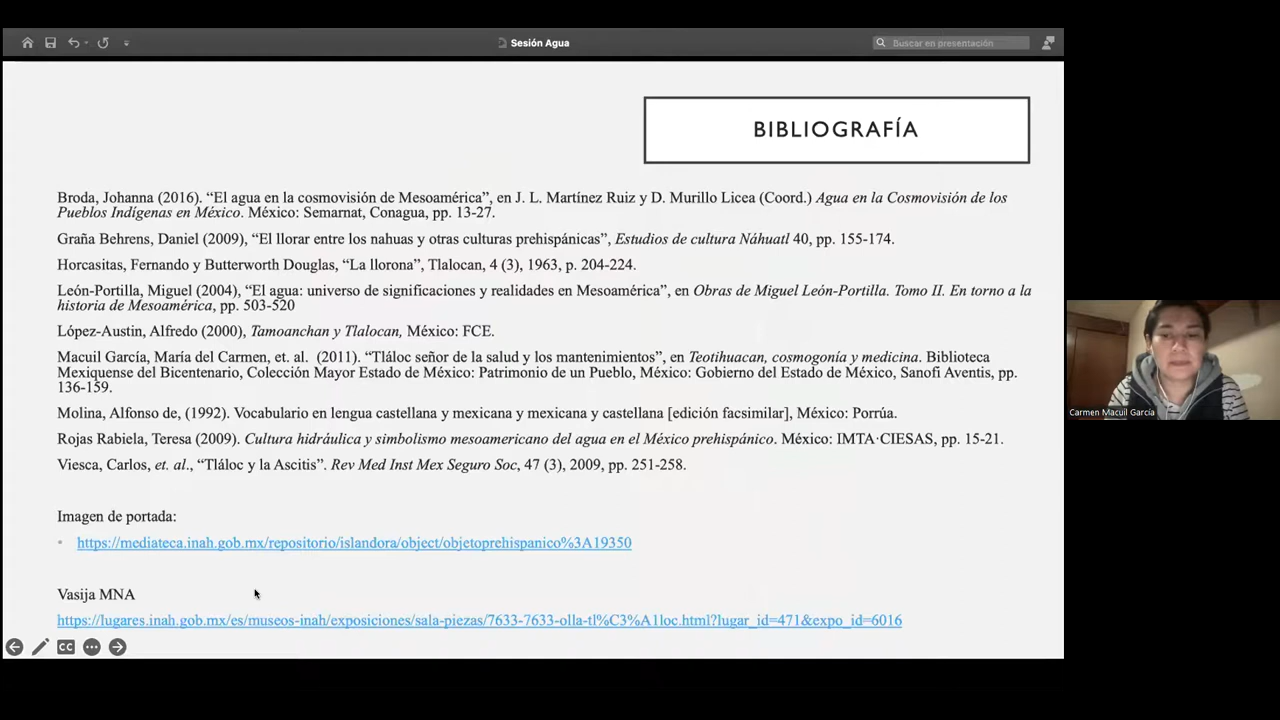 Sesión Agua
Buscar en presentación
BIBLIOGRAFÍA
Broda, Johanna (2016). “El agua en la cosmovisión de Mesoamérica”, en J. L. Martínez Ruiz y D. Murillo Licea (Coord.) Agua en la Cosmovisión de los
Pueblos Indígenas en México. México: Semarnat, Conagua, pp. 13-27.
Graña Behrens, Daniel (2009), “El llorar entre los nahuas y otras culturas prehispánicas”, Estudios de cultura Náhuatl 40, pp. 155-174.
Horcasitas, Fernando y Butterworth Douglas, “La llorona”, Tlalocan, 4 (3), 1963, p. 204-224.
León-Portilla, Miguel (2004), “El agua: universo de significaciones y realidades en Mesoamérica”, en Obras de Miguel León-Portilla. Tomo II. En torno a la
historia de Mesoamérica, pp. 503-520
López-Austin, Alfredo (2000), Tamoanchan y Tlalocan, México: FCE.
Macuil García, María del Carmen, et. al. (2011). “Tláloc señor de la salud y los mantenimientos”, en Teotihuacan, cosmogonía y medicina. Biblioteca
Mexiquense del Bicentenario, Colección Mayor Estado de México: Patrimonio de un Pueblo, México: Gobierno del Estado de México, Sanofi Aventis, pp.
136-159.
Molina, Alfonso de, (1992). Vocabulario en lengua castellana y mexicana y mexicana y castellana [edición facsimilar], México: Porrúa.
Rojas Rabiela, Teresa (2009). Cultura hidráulica y simbolismo mesoamericano del agua en el México prehispánico. México: IMTA·CIESAS, pp. 15-21.
Viesca, Carlos, et. al., “Tláloc y la Ascitis”. Rev Med Inst Mex Seguro Soc, 47 (3), 2009, pp. 251-258.
Imagen de portada:
• https://mediateca.inah.gob.mx/repositorio/islandora/object/objetoprehispanico%3A19350
Vasija MNA
https://lugares.inah.gob.mx/es/museos-inah/exposiciones/sala-piezas/7633-7633-olla-tl%C3%A1loc.html?lugar_id=471&expo_id=6016
CC
Carmen Macuil García